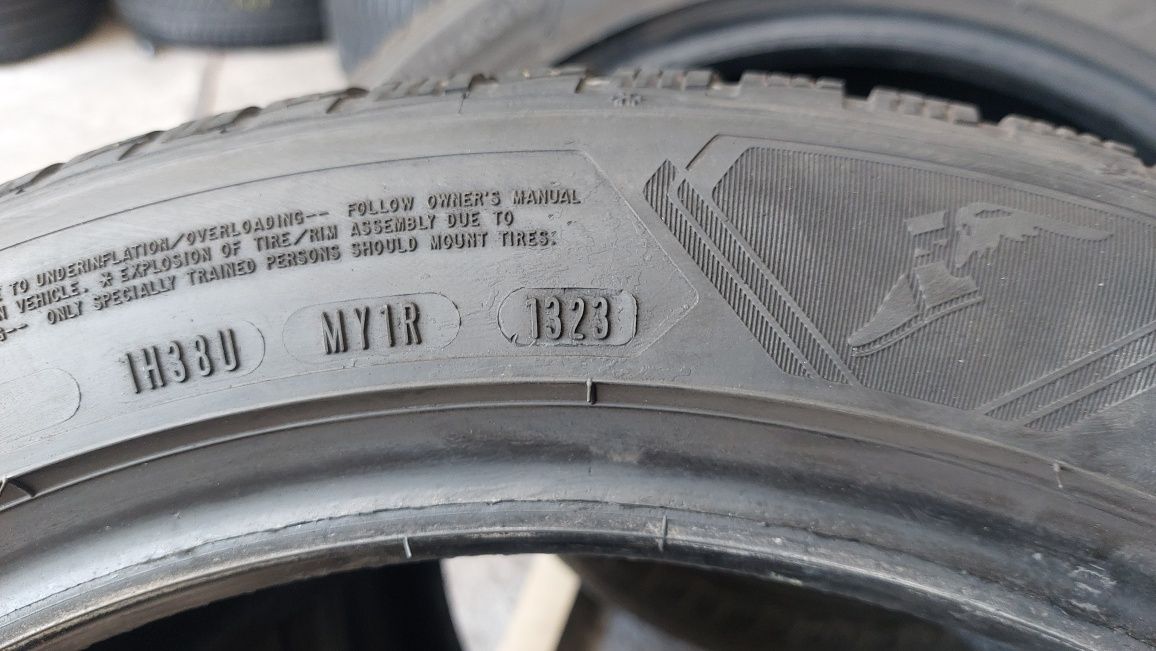 TO UNDERINFLATION/OVERLOADING-- FOLLOW OWNER'S MANUAL
VEHICLE. * EXPLOSION OF TIRE/RIM ASSEMBLY DUE TO
ONLY SPECIALLY TRAINED PERSONS SHOULD MOUNT TIRES.
1H38U MY1R 1323